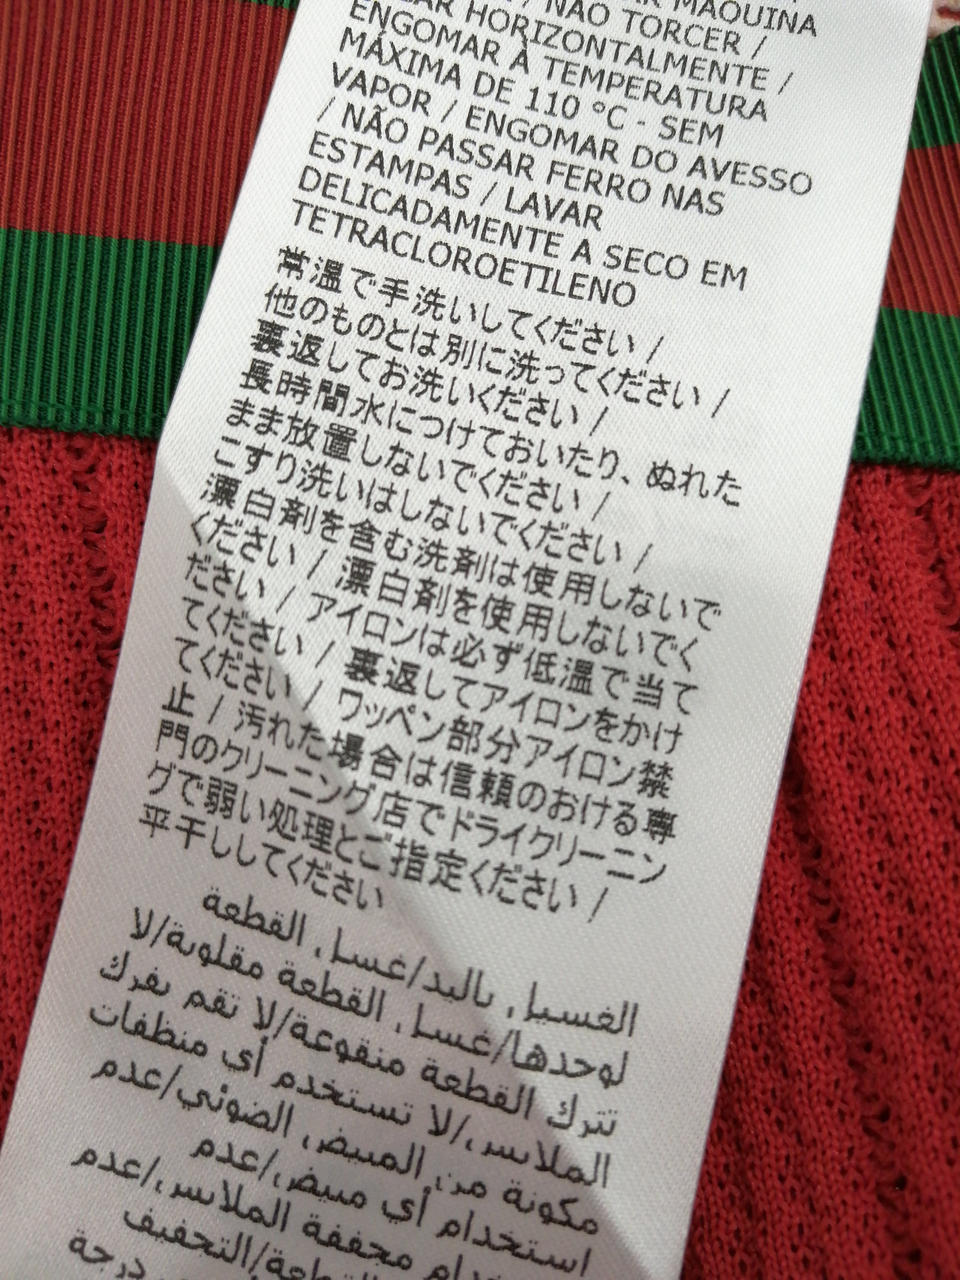 MAQUINA
/ NÃO TORCER /
HORIZONTALMENTE /
ENGOMAR À TEMPERATURA
MÁXIMA DE 110 °C - SEM
VAPOR / ENGOMAR DO AVESSO
/ NÃO PASSAR FERRO NAS
ESTAMPAS / LAVAR
DELICADAMENTE A SECO EM
TETRACLOROETILENO
常温で手洗いしてください /
他のものとは別に洗ってください /
裏返してお洗いください /
長時間水につけておいたり、ぬれた
まま放置しないでください /
こすり洗いはしないでください /
漂白剤を含む洗剤は使用しないで
ください / 漂白剤を使用しないでく
ださい / アイロンは必ず低温で当て
てください / 裏返してアイロンをかけ
てください / ワッペン部分アイロン禁
止 / 汚れた場合は信頼のおける専
門のクリーニング店でドライクリーニン
グで弱い処理とご指定ください /
平干ししてください
الغسيل باليد/غسل القطعة
لوحدها/غسل القطعة مقلوبة/لا
تترك القطعة منقوعة/لا تقم بفرك
الملابس/لا تستخدم أي منظفات
مكونة من المبيض الضوئي/عدم
استخدام أي مبيض/عدم
مجففة الملابس/عدم
القطعة/التجفيف
درجة